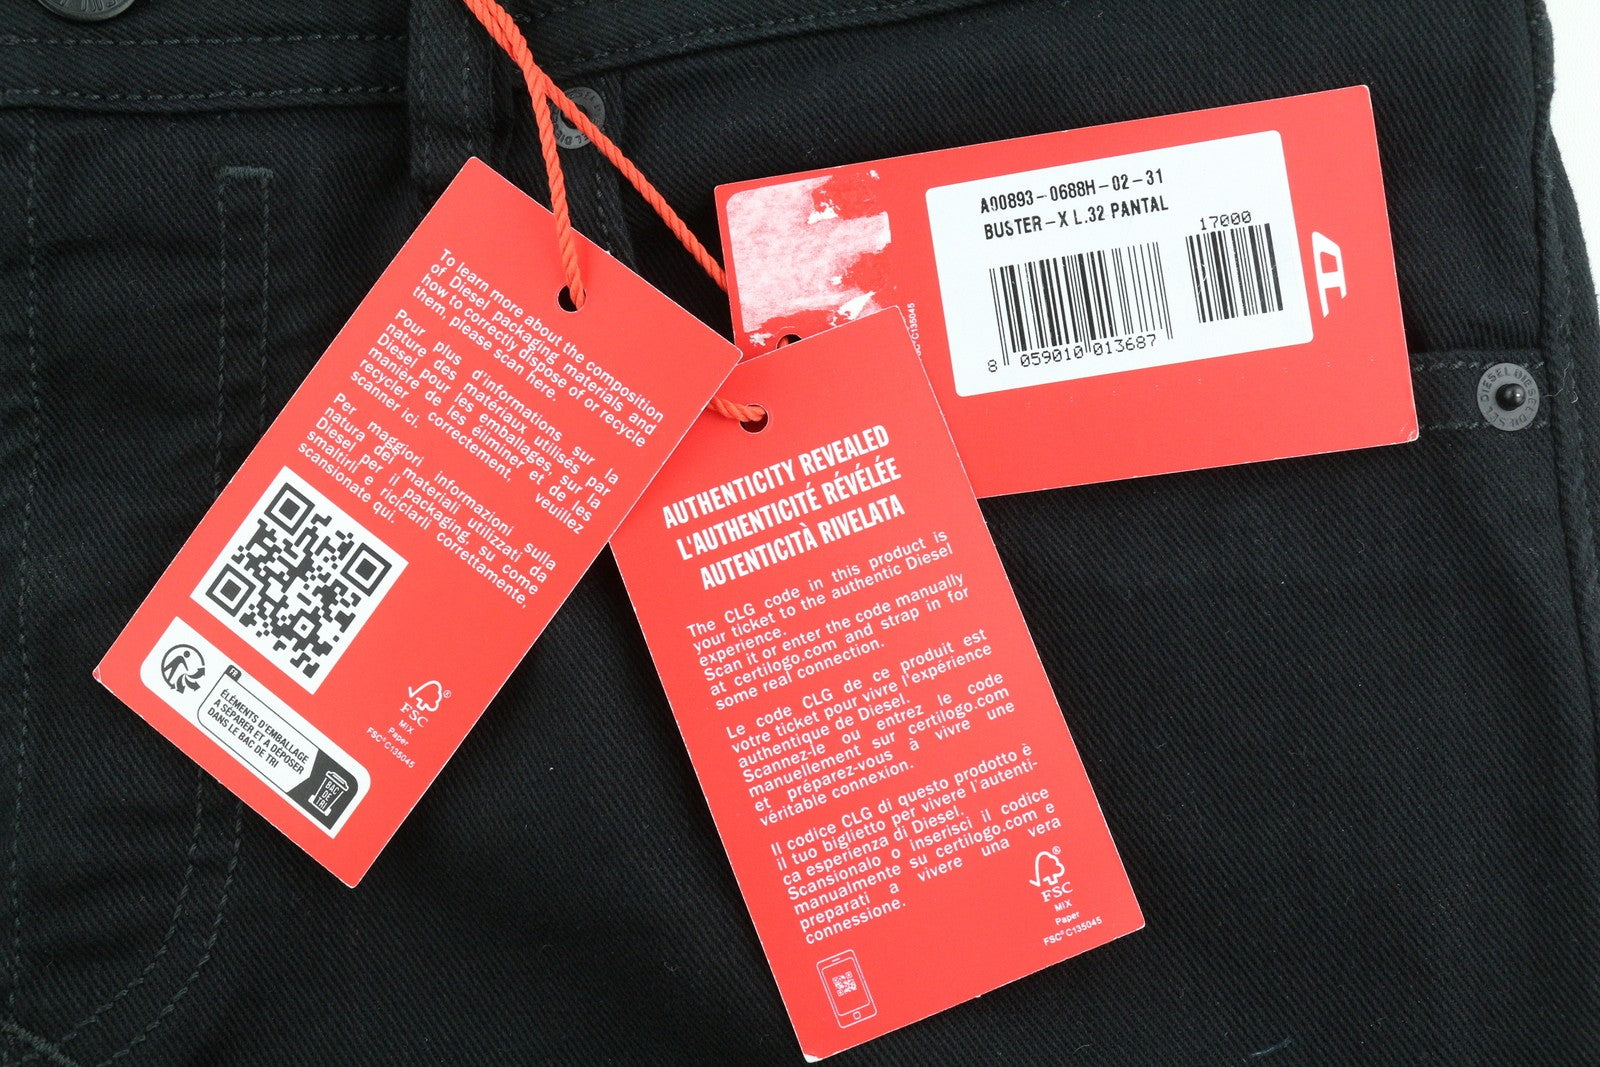 To learn more about the composition
of Diesel packaging materials and
how to correctly dispose of or recycle
them, please scan here.
Pour plus d'informations sur la
nature des matériaux utilisés par
Diesel pour les emballages, sur la
manière de les éliminer et de les
recycler correctement, veuillez
scanner ici.
Per maggiori informazioni sulla
natura dei materiali utilizzati da
Diesel per il packaging, su come
smaltirli e riciclarli correttamente,
scansionate qui.
FR
ÉLÉMENTS D'EMBALLAGE
A SÉPARER ET A DÉPOSER
DANS LE BAC DE TRI
BAC
DE
TRI
FSC®
MIX
Paper
FSC® C135045
AUTHENTICITY REVEALED
L'AUTHENTICITÉ RÉVÉLÉE
AUTENTICITÀ RIVELATA
The CLG code in this product is
your ticket to the authentic Diesel
experience.
Scan it or enter the code manually
at certilogo.com and strap in for
some real connection.
Le code CLG de ce produit est
votre ticket pour vivre l'expérience
authentique de Diesel.
Scannez-le ou entrez le code
manuellement sur certilogo.com
et préparez-vous à vivre une
véritable connexion.
Il codice CLG di questo prodotto è
il tuo biglietto per vivere l'autenti-
ca esperienza di Diesel.
Scansionalo o inserisci il codice
manualmente su certilogo.com e
preparati a vivere una vera
connessione.
FSC®
MIX
Paper
FSC® C135045
A00893-0688H-02-31
BUSTER-X L.32 PANTAL
17000
8 059010 013687
C135045
D
DIESEL DIESEL